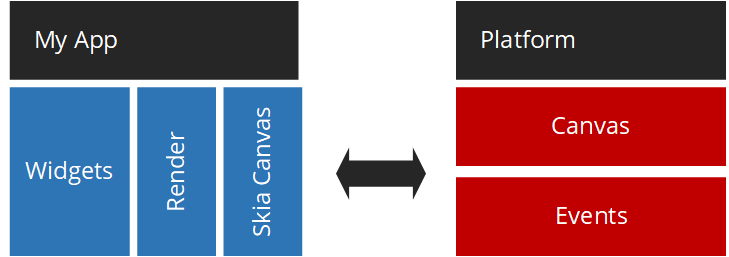 My App
Widgets
Render
Skia Canvas
Platform
Canvas
Events